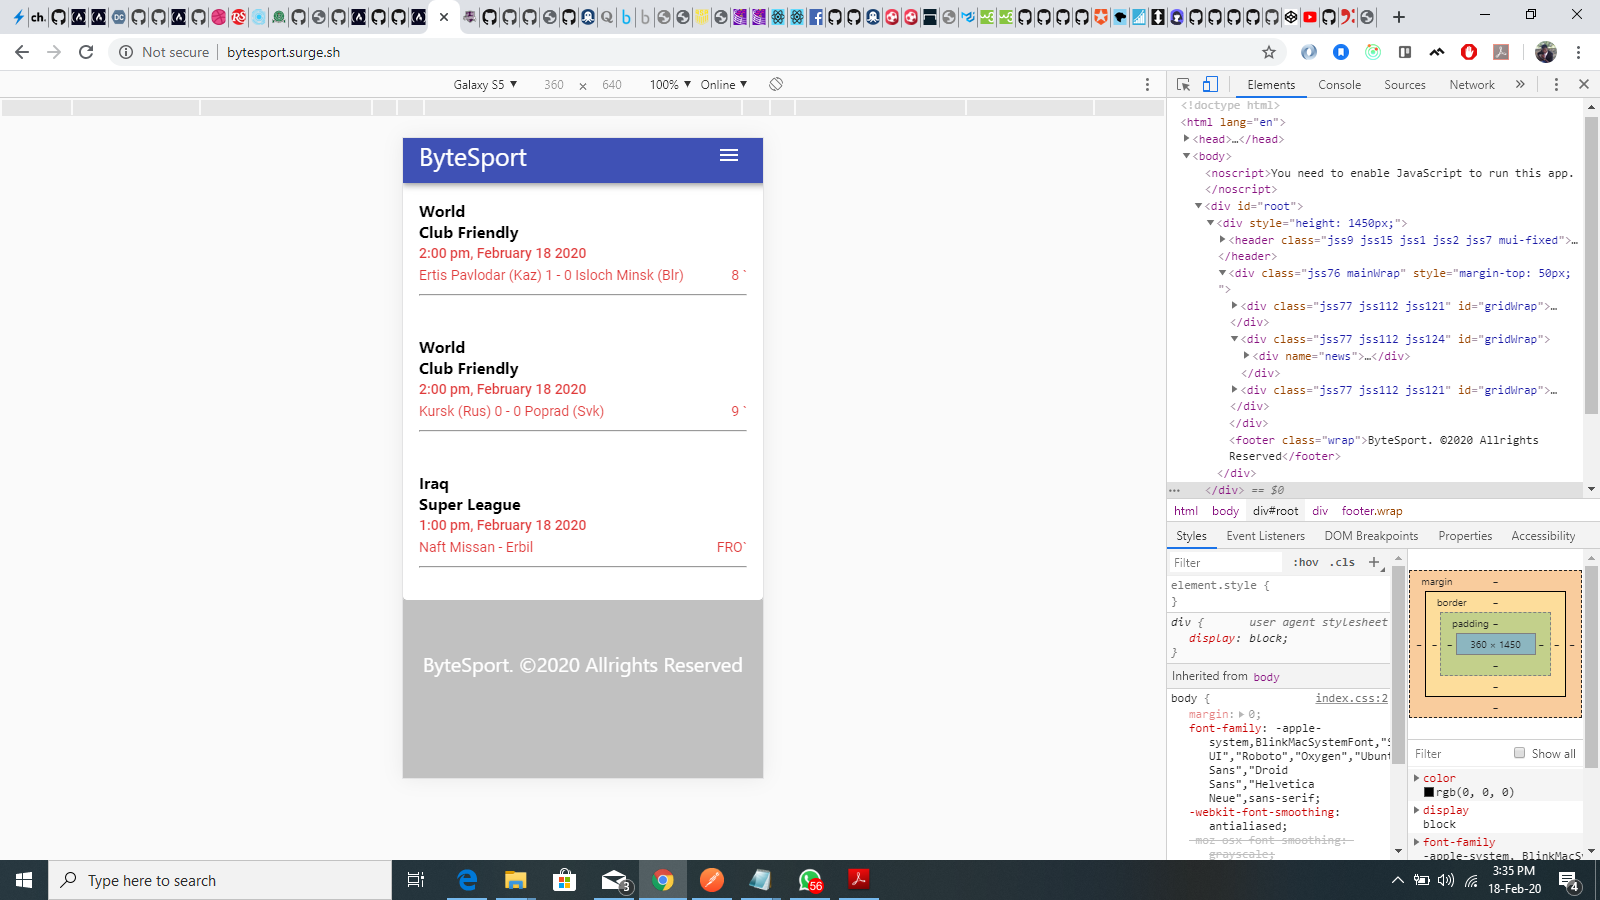 ch.
Not secure
bytesport.surge.sh
Galaxy S5 ▼
360 × 640
100% ▼
Online ▼
ByteSport
World
Club Friendly
2:00 pm, February 18 2020
Ertis Pavlodar (Kaz) 1 - 0 Isloch Minsk (Blr) 8 `
World
Club Friendly
2:00 pm, February 18 2020
Kursk (Rus) 0 - 0 Poprad (Svk) 9 `
Iraq
Super League
1:00 pm, February 18 2020
Naft Missan - Erbil FRO`
ByteSport. ©2020 Allrights Reserved
Elements Console Sources Network »
<!doctype html>
<html lang="en">
<head>…</head>
<body>
<noscript>You need to enable JavaScript to run this app.
</noscript>
<div id="root">
<div style="height: 1450px;">
<header class="jss9 jss15 jss1 jss2 jss7 mui-fixed">…
</header>
<div class="jss76 mainWrap" style="margin-top: 50px;
">
<div class="jss77 jss112 jss121" id="gridWrap">…
</div>
<div class="jss77 jss112 jss124" id="gridWrap">
<div name="news">…</div>
</div>
<div class="jss77 jss112 jss121" id="gridWrap">…
</div>
</div>
<footer class="wrap">ByteSport. ©2020 Allrights
Reserved</footer>
</div>
</div> == $0
html body div#root div footer.wrap
Styles Event Listeners DOM Breakpoints Properties Accessibility
Filter :hov .cls +
element.style {
}
div { user agent stylesheet
display: block;
}
Inherited from body
body { index.css:2
margin: 0;
font-family: -apple-
system,BlinkMacSystemFont,"S
UI","Roboto","Oxygen","Ubunt
Sans","Droid
Sans","Helvetica
Neue",sans-serif;
-webkit-font-smoothing:
antialiased;
-moz-osx-font-smoothing:
grayscale;
margin –
border –
padding –
360 × 1450
Filter Show all
color
rgb(0, 0, 0)
display
block
font-family
-apple-system, BlinkMacSy
Type here to search
3
56
3:35 PM
18-Feb-20
4